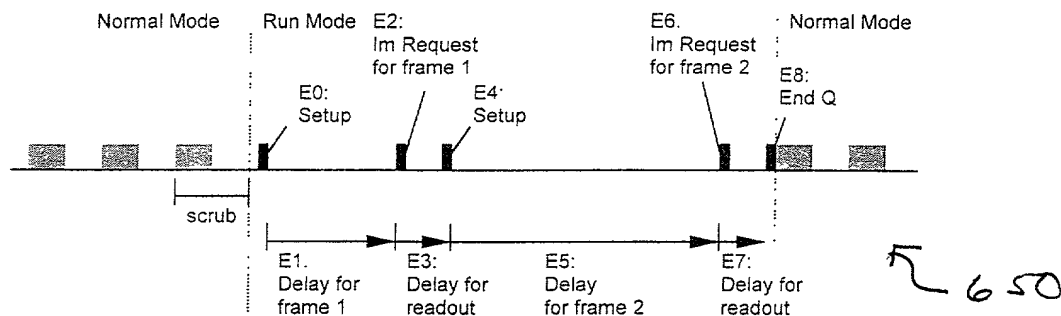 Normal Mode
Run Mode
E2:
Im Request
for frame 1
E6.
Im Request
for frame 2
Normal Mode
E0:
Setup
E4:
Setup
E8:
End Q
scrub
E1.
Delay for
frame 1
E3:
Delay for
readout
E5:
Delay
for frame 2
E7:
Delay for
readout
650